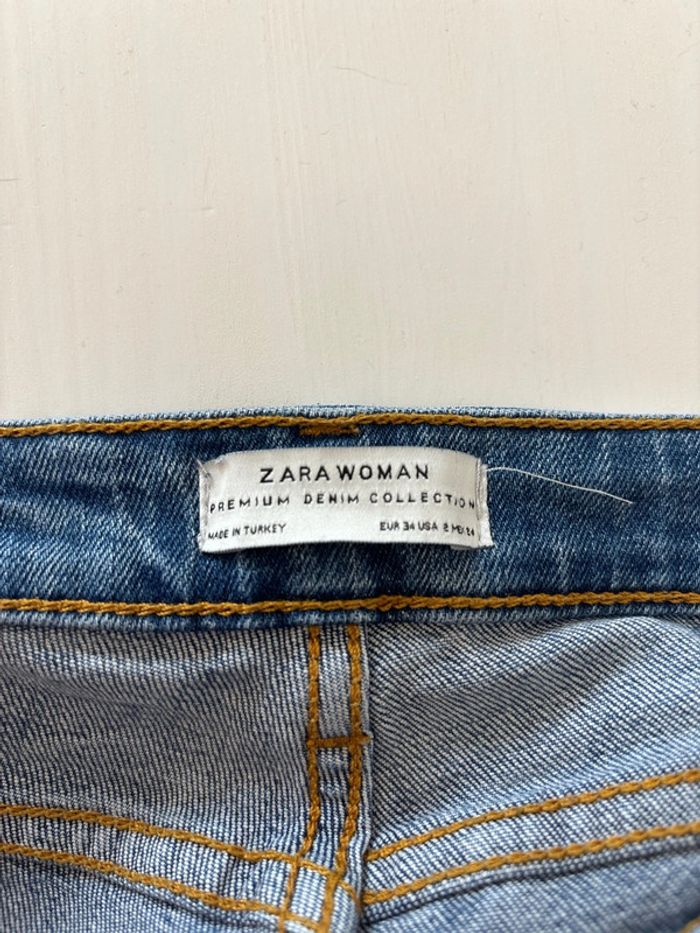 ZARA WOMAN
PREMIUM DENIM COLLECTION
MADE IN TURKEY EUR 34 USA 2 MEX 24